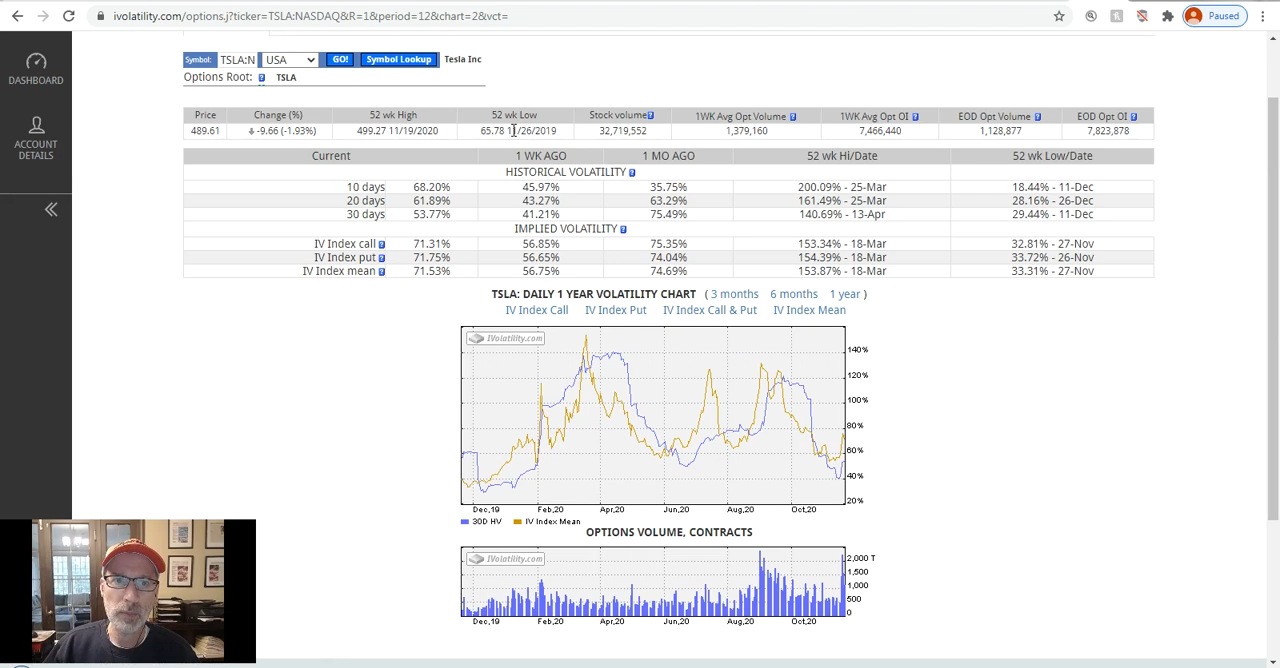 ivolatility.com/options.j?ticker=TSLA:NASDAQ&R=1&period=12&chart=2&vct=
Paused
DASHBOARD
ACCOUNT
DETAILS
Symbol: TSLA:N USA GO! Symbol Lookup Tesla Inc
Options Root: ? TSLA
Price Change (%) 52 wk High 52 wk Low Stock volume? 1WK Avg Opt Volume ? 1WK Avg Opt OI ? EOD Opt Volume ? EOD Opt OI ?
489.61 -9.66 (-1.93%) 499.27 11/19/2020 65.78 11/26/2019 32,719,552 1,379,160 7,466,440 1,128,877 7,823,878
Current 1 WK AGO 1 MO AGO 52 wk Hi/Date 52 wk Low/Date
HISTORICAL VOLATILITY ?
10 days 68.20% 45.97% 35.75% 200.09% - 25-Mar 18.44% - 11-Dec
20 days 61.89% 43.27% 63.29% 161.49% - 25-Mar 28.16% - 26-Dec
30 days 53.77% 41.21% 75.49% 140.69% - 13-Apr 29.44% - 11-Dec
IMPLIED VOLATILITY ?
IV Index call ? 71.31% 56.85% 75.35% 153.34% - 18-Mar 32.81% - 27-Nov
IV Index put ? 71.75% 56.65% 74.04% 154.39% - 18-Mar 33.72% - 26-Nov
IV Index mean ? 71.53% 56.75% 74.69% 153.87% - 18-Mar 33.31% - 27-Nov
TSLA: DAILY 1 YEAR VOLATILITY CHART ( 3 months 6 months 1 year )
IV Index Call IV Index Put IV Index Call & Put IV Index Mean
IVolatility.com
140%
120%
100%
80%
60%
40%
20%
Dec,19 Feb,20 Apr,20 Jun,20 Aug,20 Oct,20
30D HV IV Index Mean
OPTIONS VOLUME, CONTRACTS
IVolatility.com
2,000 T
1,500
1,000
500
0
Dec,19 Feb,20 Apr,20 Jun,20 Aug,20 Oct,20